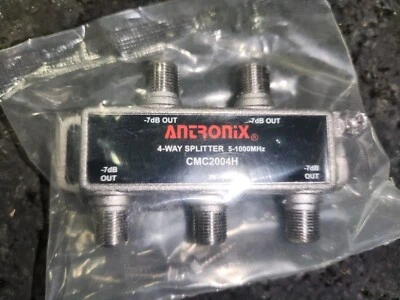 -7dB OUT -7dB OUT
ANTRONIX®
4-WAY SPLITTER 5-1000MHz
CMC2004H
-7dB -7dB
OUT OUT